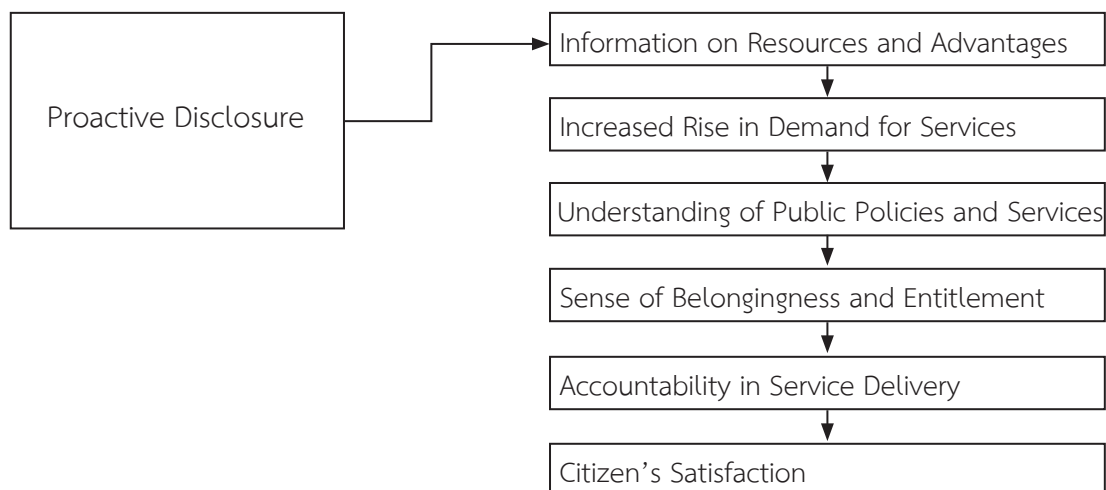 Proactive Disclosure
Information on Resources and Advantages
Increased Rise in Demand for Services
Understanding of Public Policies and Services
Sense of Belongingness and Entitlement
Accountability in Service Delivery
Citizen’s Satisfaction